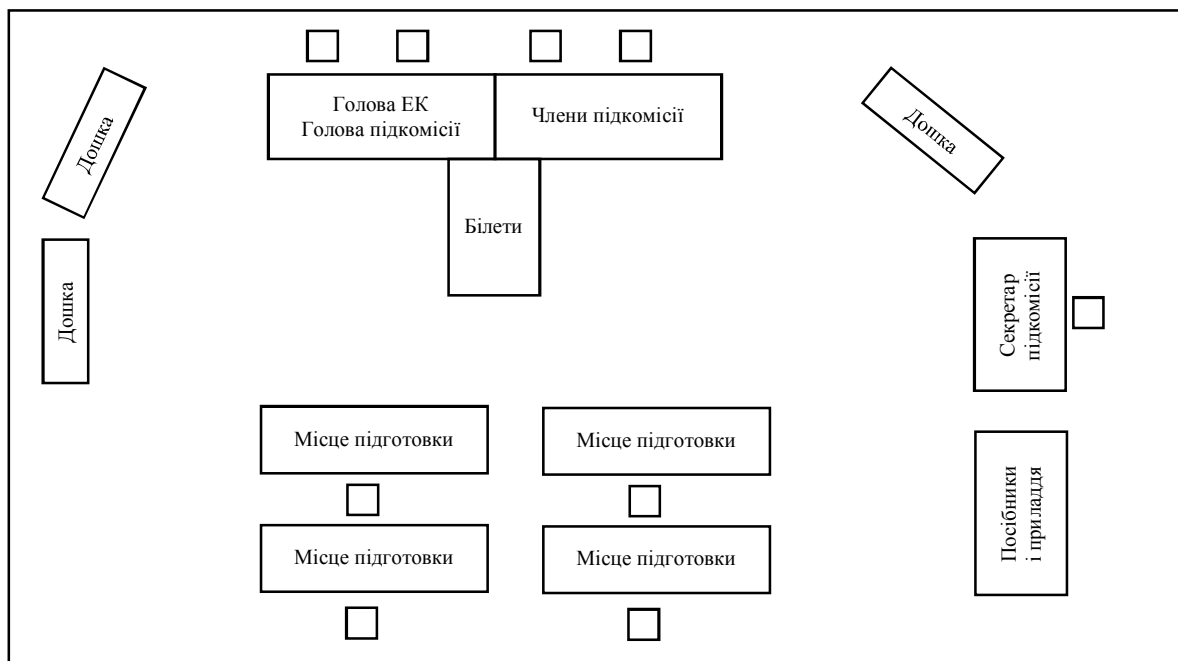 Голова ЕК
Голова підкомісії
Члени підкомісії
Дошка
Дошка
Білети
Дошка
Секретар
підкомісії
Місце підготовки
Місце підготовки
Місце підготовки
Місце підготовки
Посібники
і приладдя